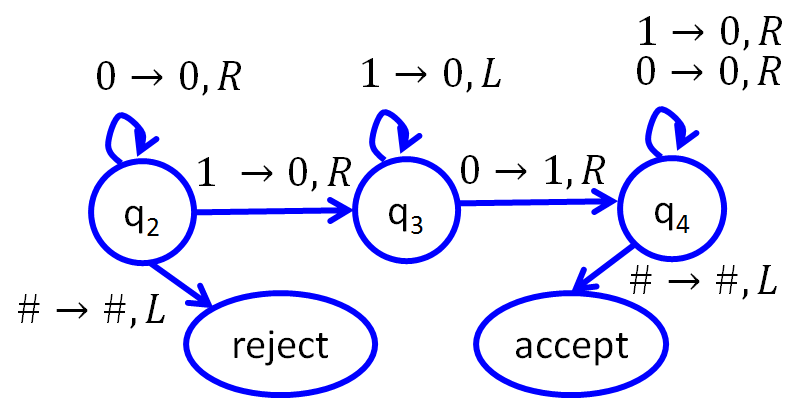 1 → 0, R
0 → 0, R
0 → 0, R
1 → 0, L
1 → 0, R
0 → 1, R
q2
q3
q4
# → #, L
# → #, L
reject
accept